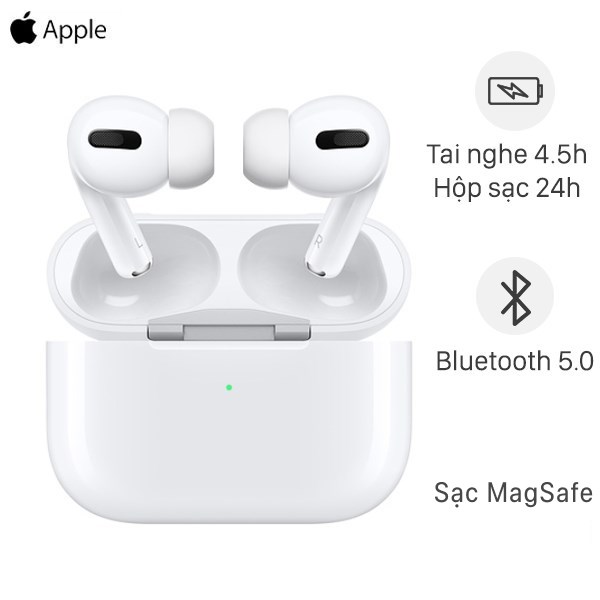 Apple
Tai nghe 4.5h
Hộp sạc 24h
L
R
Bluetooth 5.0
Sạc MagSafe